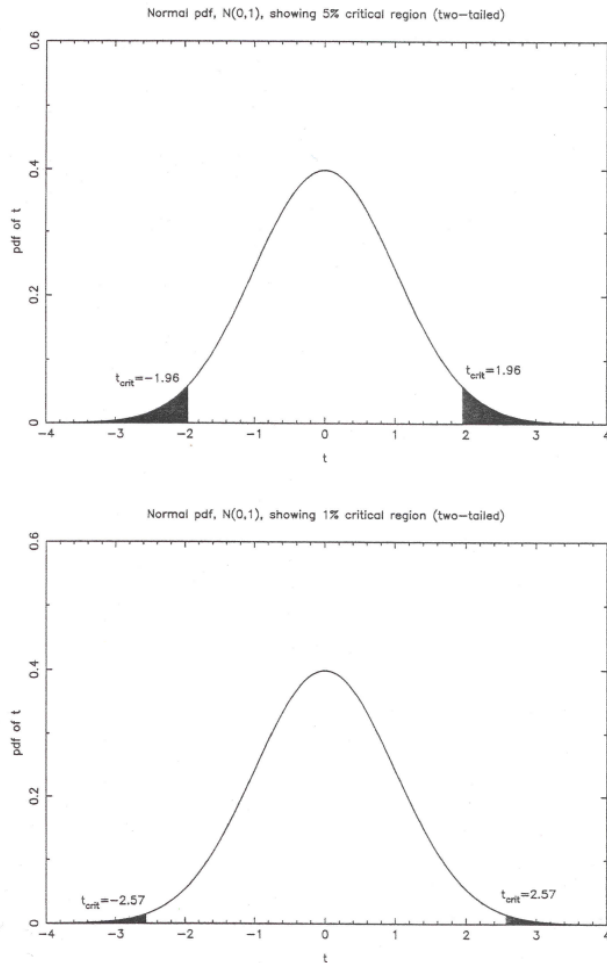 Normal pdf, N(0,1), showing 5% critical region (two-tailed)
0.6
0.4
pdf of t
0.2
t_crit=-1.96
t_crit=1.96
0
-4 -3 -2 -1 0 1 2 3 4
t
Normal pdf, N(0,1), showing 1% critical region (two-tailed)
0.6
0.4
pdf of t
0.2
t_crit=-2.57
t_crit=2.57
0
-4 -3 -2 -1 0 1 2 3 4
t